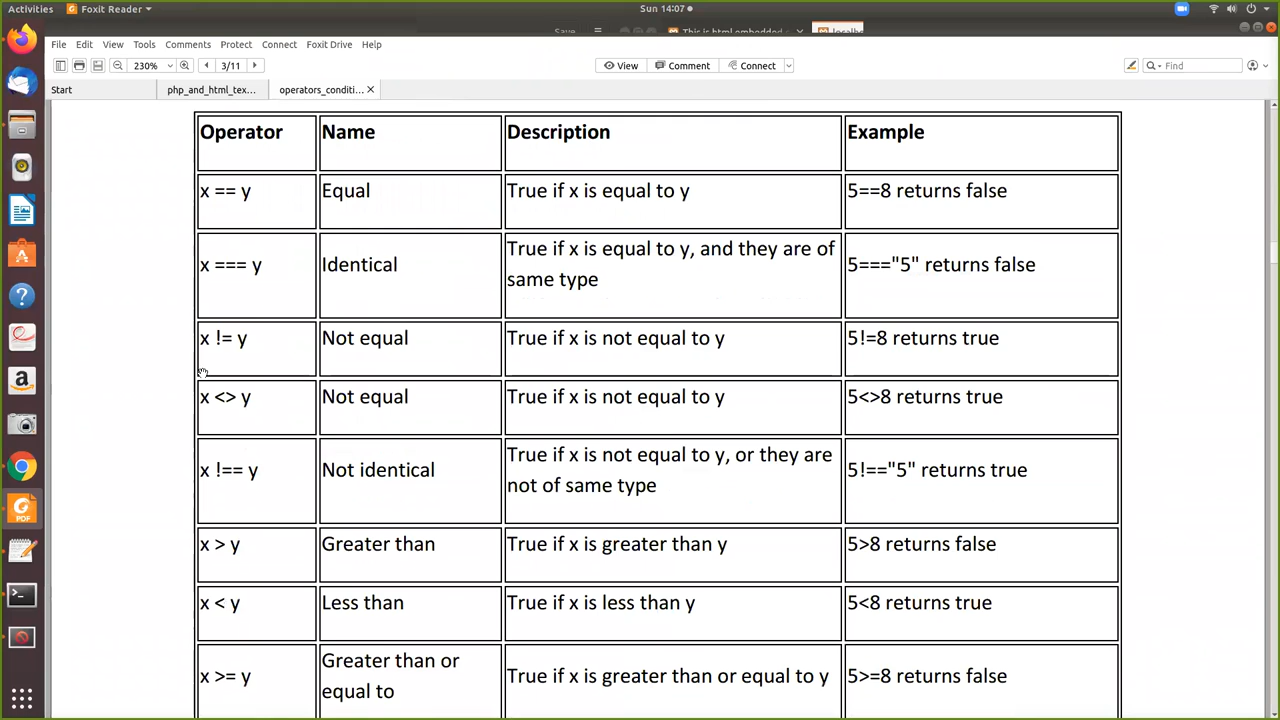 Activities Foxit Reader Sun 14:07
Save This is html embedded
File Edit View Tools Comments Protect Connect Foxit Drive Help
230% 3/11 View Comment Connect Find
Start php_and_html_tex... operators_conditi...
Operator Name Description Example
x == y Equal True if x is equal to y 5==8 returns false
x === y Identical True if x is equal to y, and they are of
same type 5==="5" returns false
x != y Not equal True if x is not equal to y 5!=8 returns true
x <> y Not equal True if x is not equal to y 5<>8 returns true
x !== y Not identical True if x is not equal to y, or they are
not of same type 5!=="5" returns true
x > y Greater than True if x is greater than y 5>8 returns false
x < y Less than True if x is less than y 5<8 returns true
x >= y Greater than or
equal to True if x is greater than or equal to y 5>=8 returns false